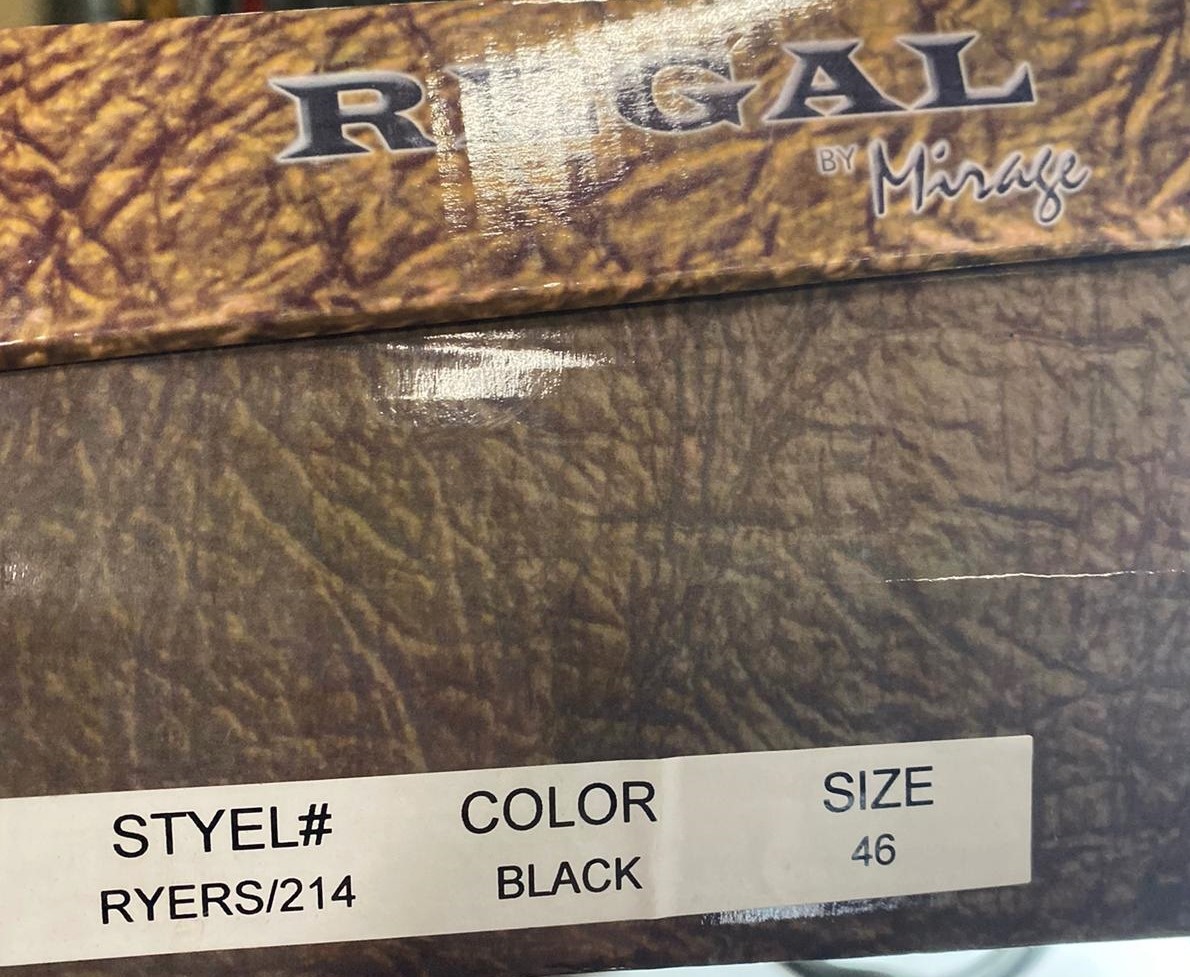 REGAL
BY Mirage
STYEL# COLOR SIZE
RYERS/214 BLACK 46